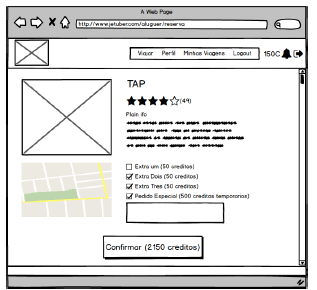 A Web Page
http://www.jetuber.com/aluguer/reserva
Viajar Perfil Minhas Viagens Logout
150C
TAP
(49)
Plain ifo
Extra um (50 creditos)
Extra Dois (50 creditos)
Extra Tres (50 creditos)
Pedido Especial (500 creditos temporarios)
Confirmar (2150 creditos)